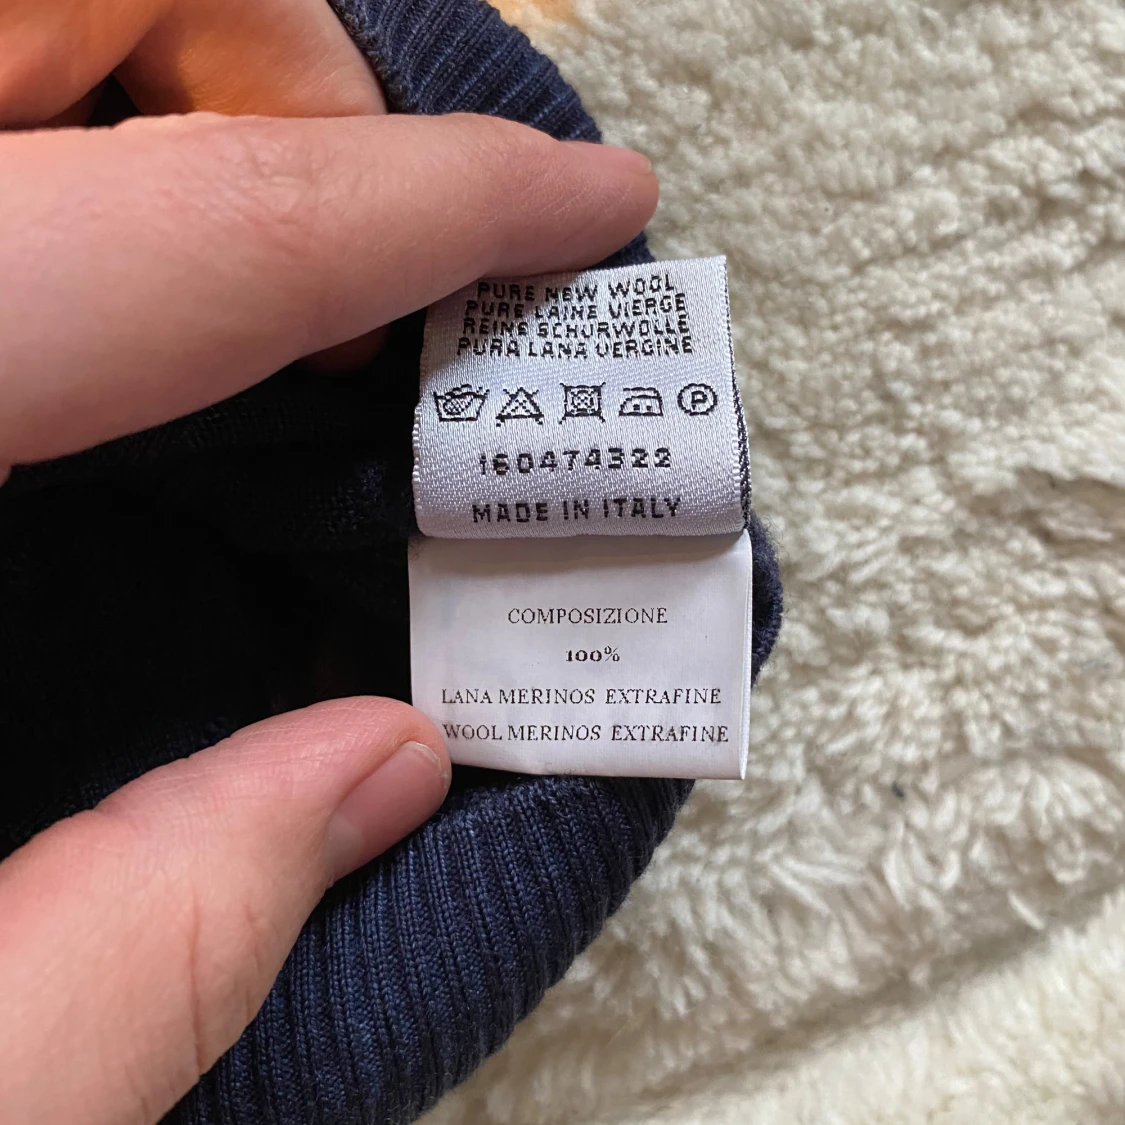 PURE NEW WOOL
PURE LAINE VIERGE
REINE SCHURWOLLE
PURA LANA VERGINE
P
160474322
MADE IN ITALY
COMPOSIZIONE
100%
LANA MERINOS EXTRAFINE
WOOL MERINOS EXTRAFINE